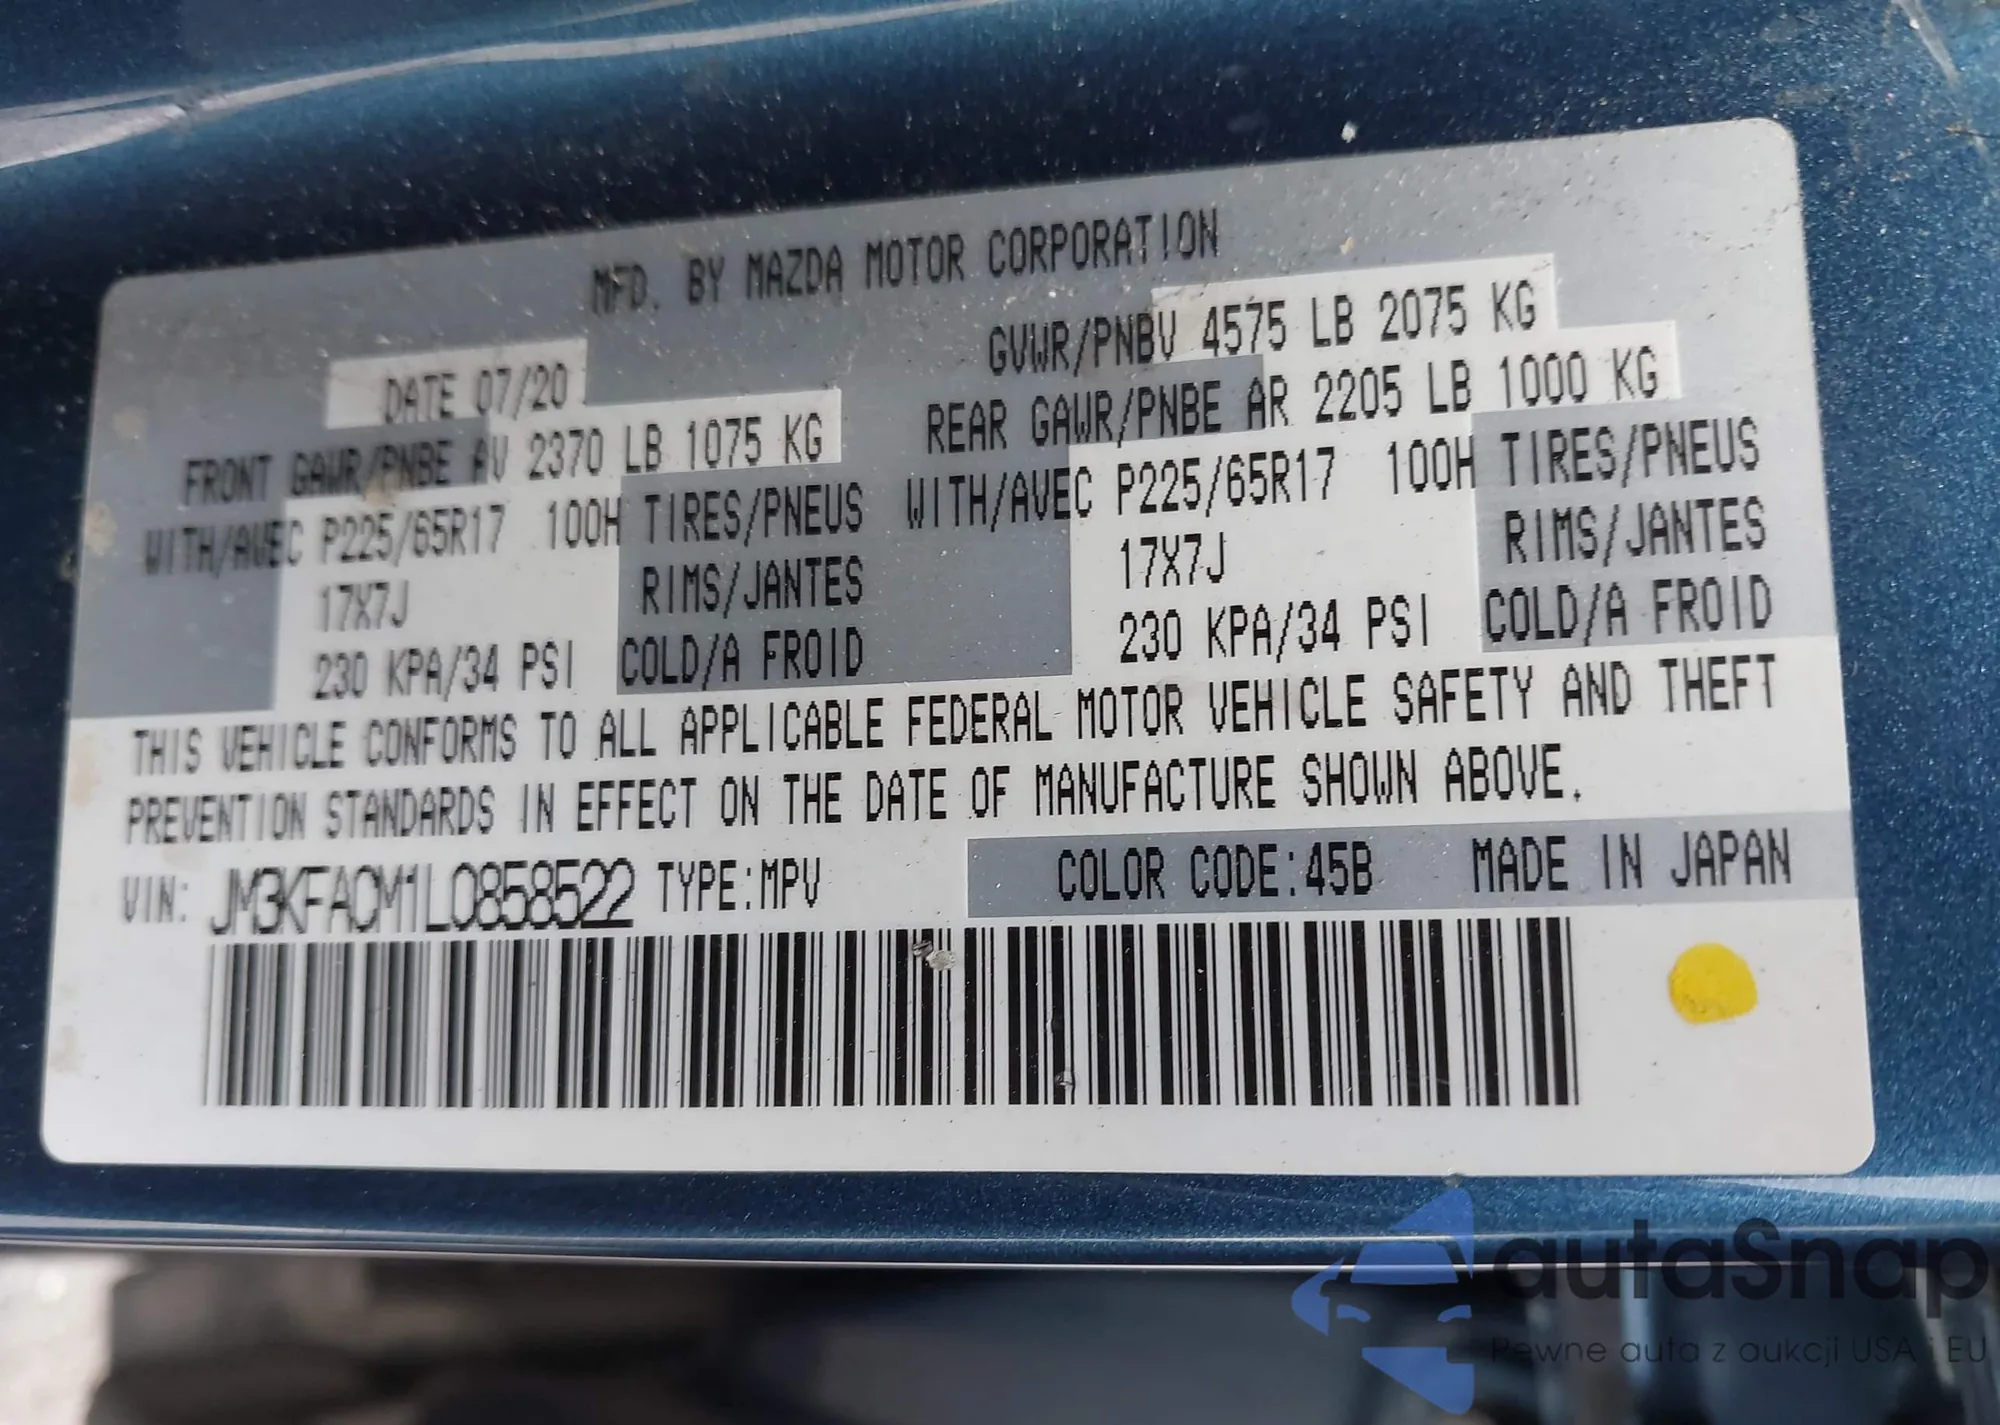 MFD. BY MAZDA MOTOR CORPORATION
DATE 07/20
GVWR/PNBV 4575 LB 2075 KG
FRONT GAWR/PNBE AV 2370 LB 1075 KG
REAR GAWR/PNBE AR 2205 LB 1000 KG
WITH/AVEC P225/65R17 100H TIRES/PNEUS
WITH/AVEC P225/65R17 100H TIRES/PNEUS
17X7J RIMS/JANTES
17X7J RIMS/JANTES
230 KPA/34 PSI COLD/A FROID
230 KPA/34 PSI COLD/A FROID
THIS VEHICLE CONFORMS TO ALL APPLICABLE FEDERAL MOTOR VEHICLE SAFETY AND THEFT
PREVENTION STANDARDS IN EFFECT ON THE DATE OF MANUFACTURE SHOWN ABOVE.
VIN: JM3KFACM1L0858522 TYPE:MPV COLOR CODE:45B MADE IN JAPAN
autaSnap
Pewne auta z aukcji USA i EU